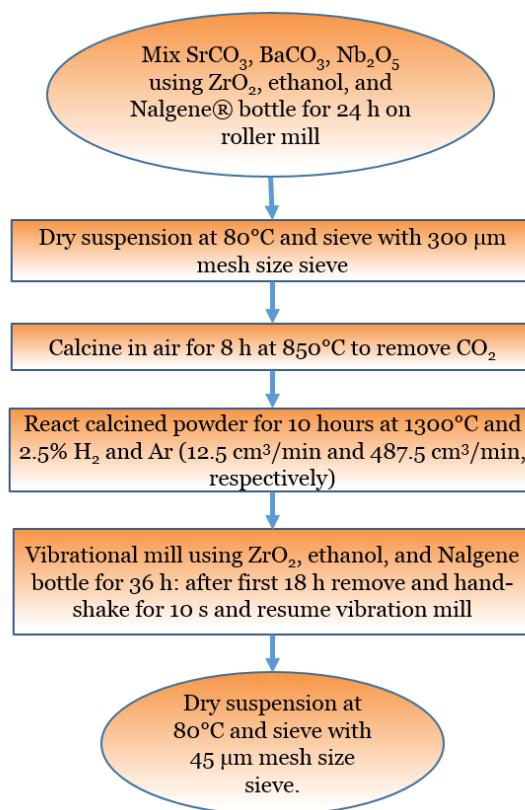 Mix SrCO₃, BaCO₃, Nb₂O₅
using ZrO₂, ethanol, and
Nalgene® bottle for 24 h on
roller mill
Dry suspension at 80°C and sieve with 300 µm
mesh size sieve
Calcine in air for 8 h at 850°C to remove CO₂
React calcined powder for 10 hours at 1300°C and
2.5% H₂ and Ar (12.5 cm³/min and 487.5 cm³/min,
respectively)
Vibrational mill using ZrO₂, ethanol, and Nalgene
bottle for 36 h: after first 18 h remove and hand-
shake for 10 s and resume vibration mill
Dry suspension at
80°C and sieve with
45 µm mesh size
sieve.